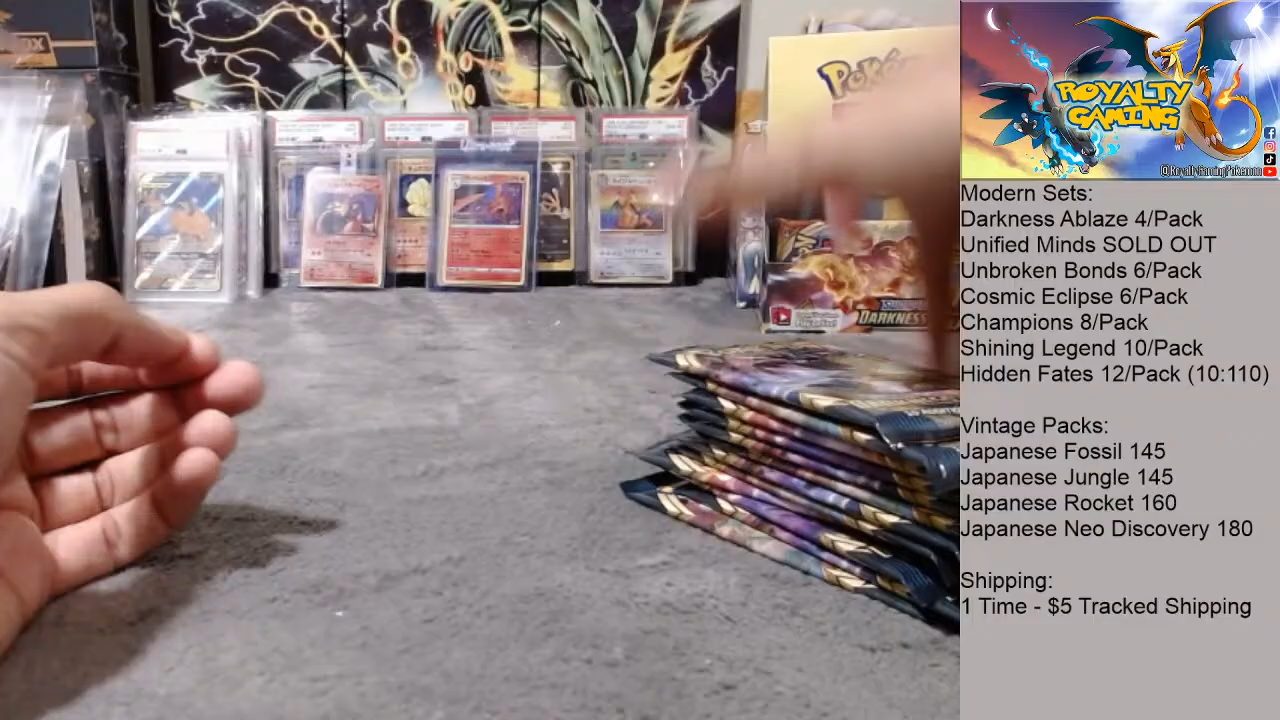 Poké
DARKNESS
ROYALTY
GAMING
Modern Sets:
Darkness Ablaze 4/Pack
Unified Minds SOLD OUT
Unbroken Bonds 6/Pack
Cosmic Eclipse 6/Pack
Champions 8/Pack
Shining Legend 10/Pack
Hidden Fates 12/Pack (10:110)
Vintage Packs:
Japanese Fossil 145
Japanese Jungle 145
Japanese Rocket 160
Japanese Neo Discovery 180
Shipping:
1 Time - $5 Tracked Shipping